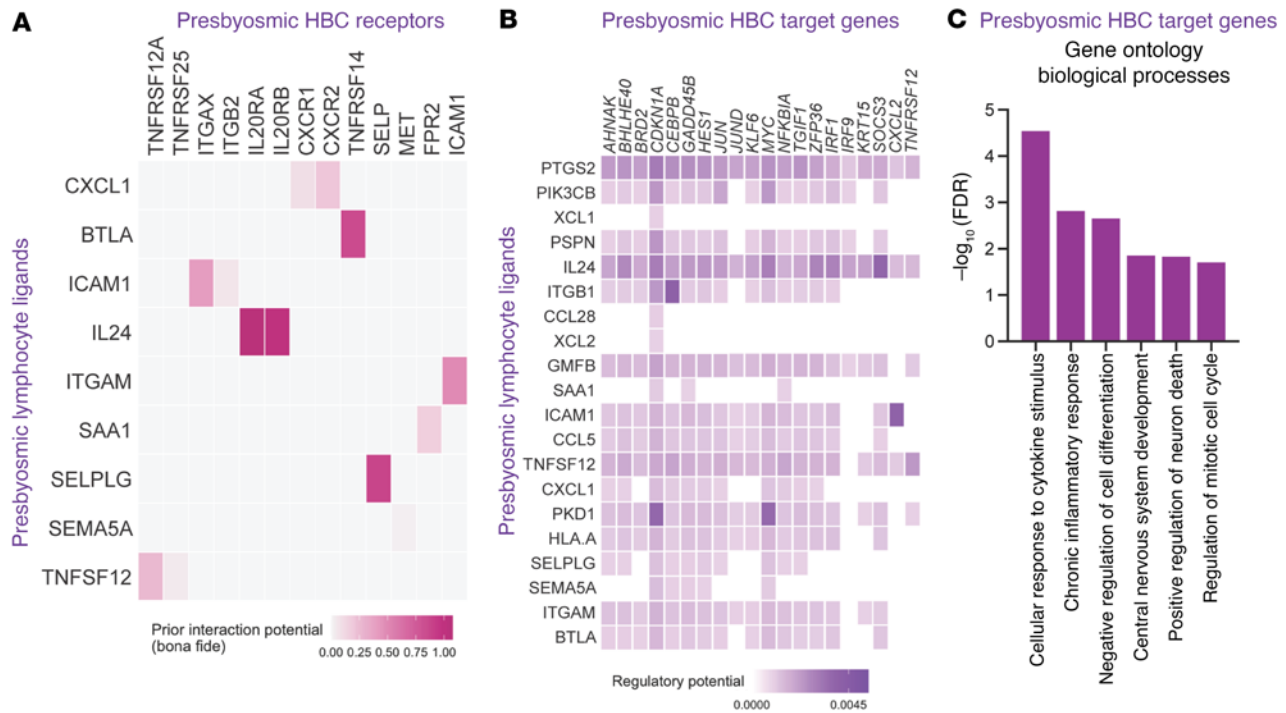 A
Presbyosmic HBC receptors
TNFRSF12A
TNFRSF25
ITGAX
ITGB2
IL20RA
IL20RB
CXCR1
CXCR2
TNFRSF14
SELP
MET
FPR2
ICAM1
Presbyosmic lymphocyte ligands
CXCL1
BTLA
ICAM1
IL24
ITGAM
SAA1
SELPLG
SEMA5A
TNFSF12
Prior interaction potential
(bona fide)
0.00 0.25 0.50 0.75 1.00
B
Presbyosmic HBC target genes
AHNAK
BHLHE40
BRD2
CDKN1A
CEBPB
GADD45B
HES1
JUN
JUND
KLF6
MYC
NFKBIA
TGIF1
ZFP36
IRF1
IRF9
KRT15
SOCS3
CXCL2
TNFRSF12
Presbyosmic lymphocyte ligands
PTGS2
PIK3CB
XCL1
PSPN
IL24
ITGB1
CCL28
XCL2
GMFB
SAA1
ICAM1
CCL5
TNFSF12
CXCL1
PKD1
HLA.A
SELPLG
SEMA5A
ITGAM
BTLA
Regulatory potential
0.0000 0.0045
C
Presbyosmic HBC target genes
Gene ontology
biological processes
–log10 (FDR)
5
4
3
2
1
0
Cellular response to cytokine stimulus
Chronic inflammatory response
Negative regulation of cell differentiation
Central nervous system development
Positive regulation of neuron death
Regulation of mitotic cell cycle